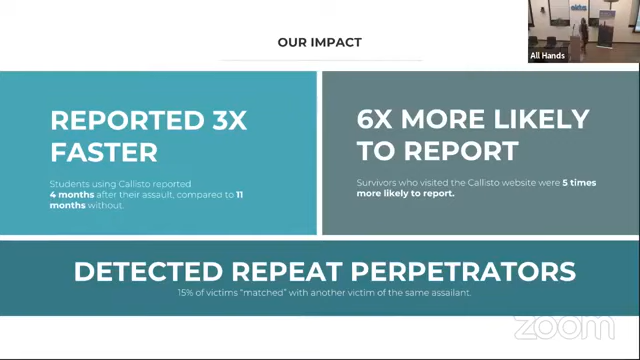 OUR IMPACT
All Hands
REPORTED 3X
FASTER
Students using Callisto reported
4 months after their assault, compared to 11
months without.
6X MORE LIKELY
TO REPORT
Survivors who visited the Callisto website were 5 times
more likely to report.
DETECTED REPEAT PERPETRATORS
15% of victims “matched” with another victim of the same assailant.
zoom